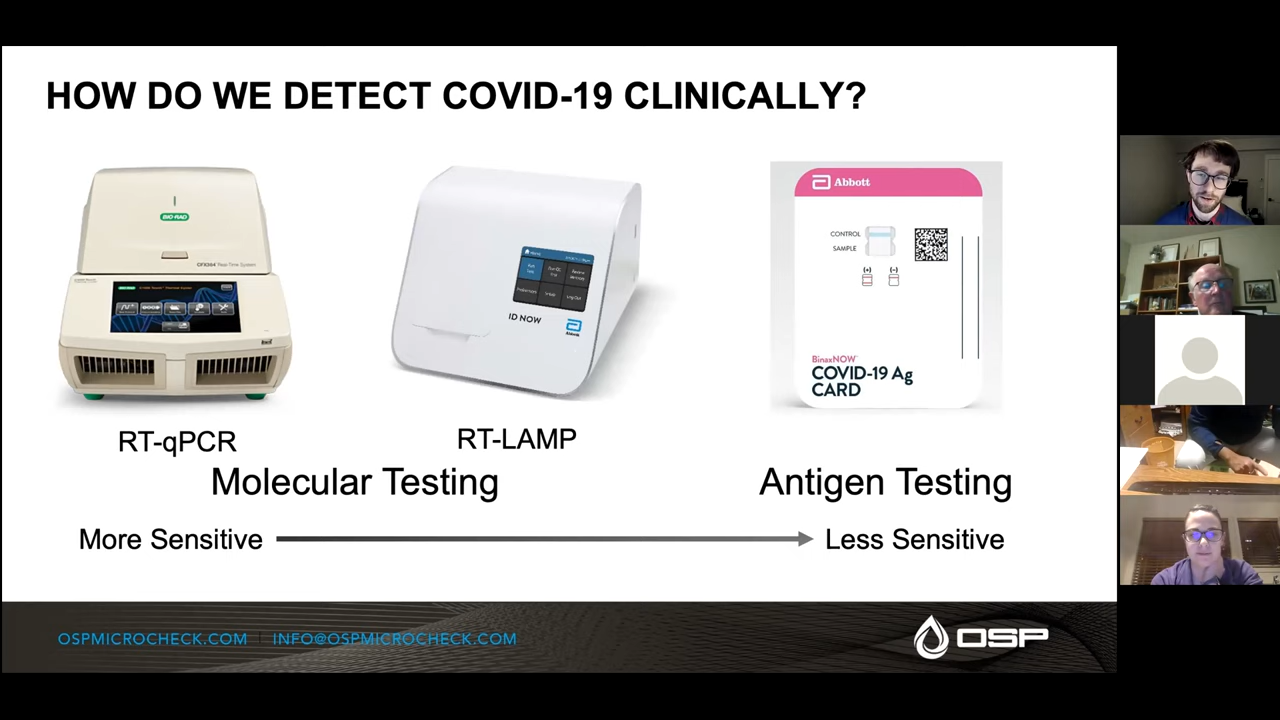 HOW DO WE DETECT COVID-19 CLINICALLY?
BIO-RAD
ID NOW
Abbott
CONTROL
SAMPLE
(+) (-)
BinaxNOW™
COVID-19 Ag
CARD
RT-qPCR
RT-LAMP
Molecular Testing
Antigen Testing
More Sensitive
Less Sensitive
OSPMICROCHECK.COM | INFO@OSPMICROCHECK.COM
OSP